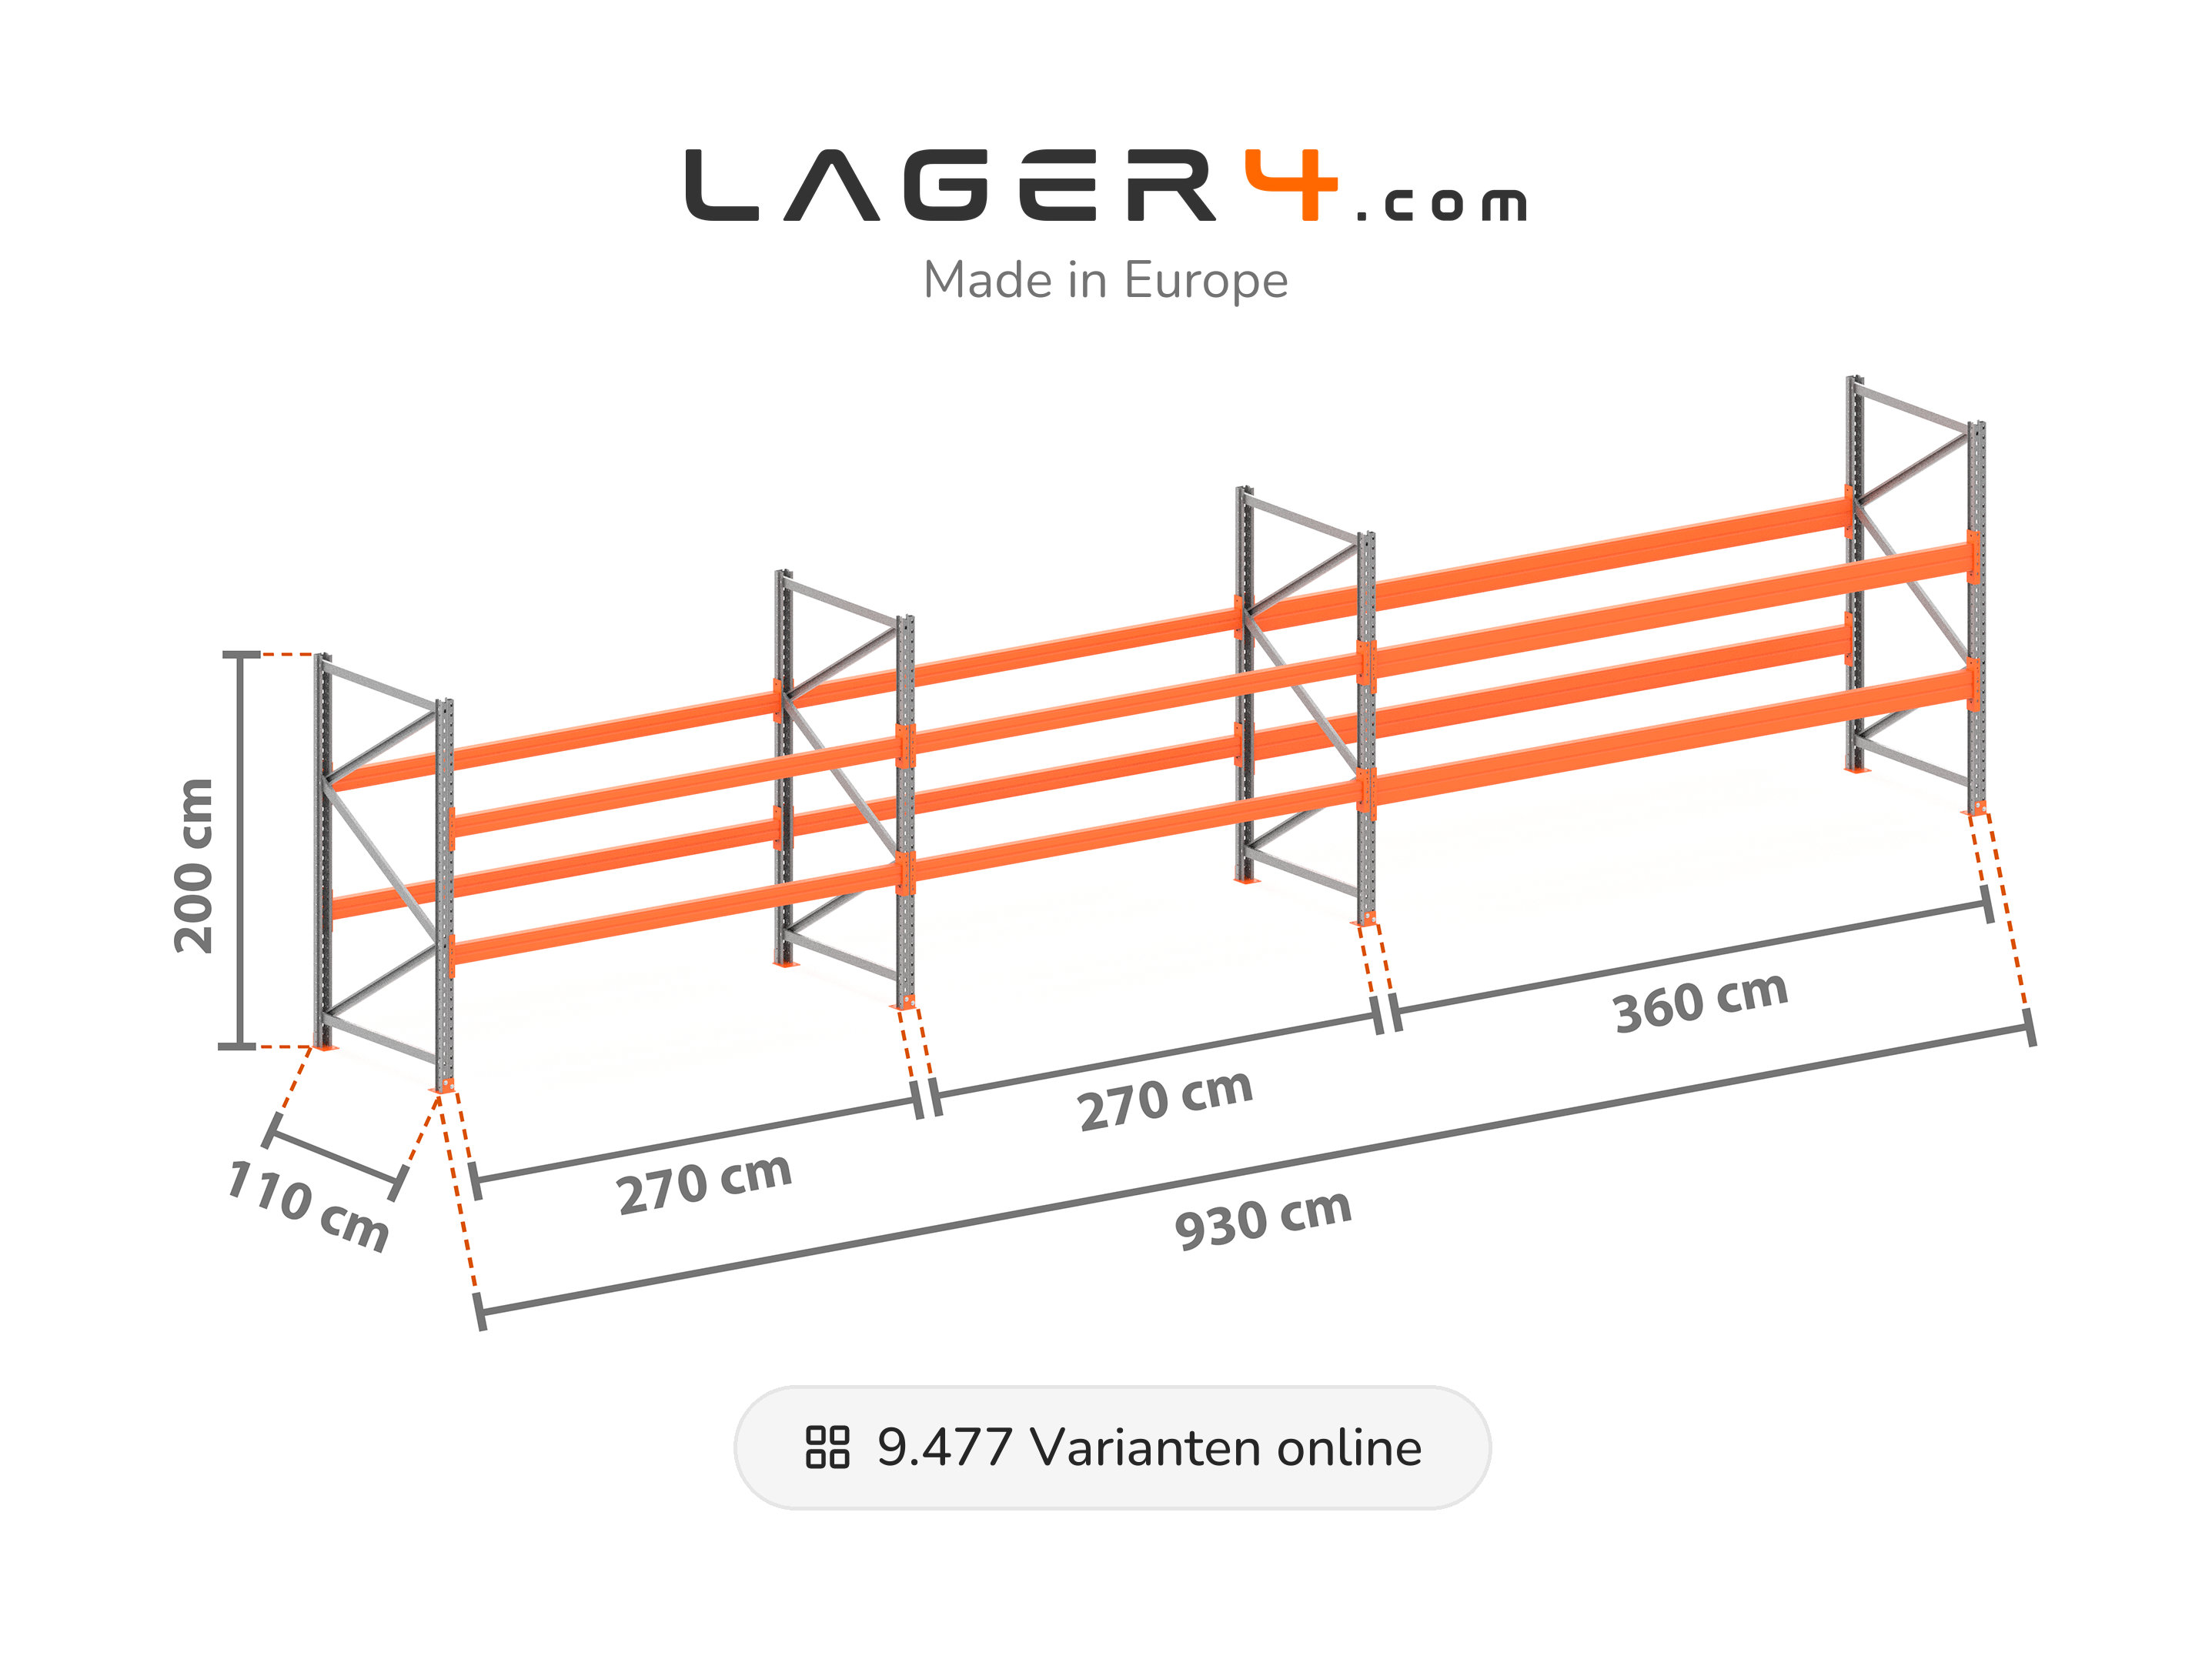 LAGER4.com
Made in Europe
200 cm
110 cm
270 cm
270 cm
360 cm
930 cm
9.477 Varianten online